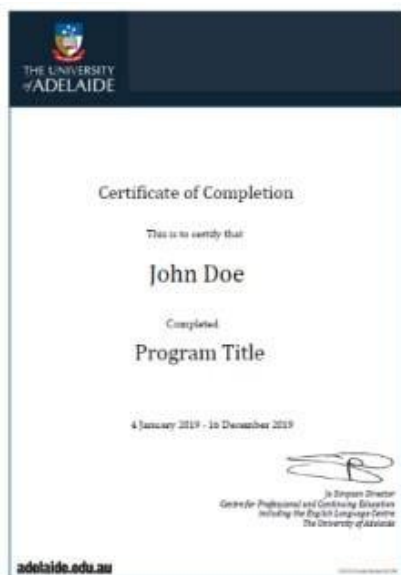 THE UNIVERSITY
of ADELAIDE
Certificate of Completion
This is to certify that
John Doe
Completed
Program Title
4 January 2019 - 16 December 2019
Jo Simpson Director
Centre for Professional and Continuing Education
including the English Language Centre
The University of Adelaide
adelaide.edu.au